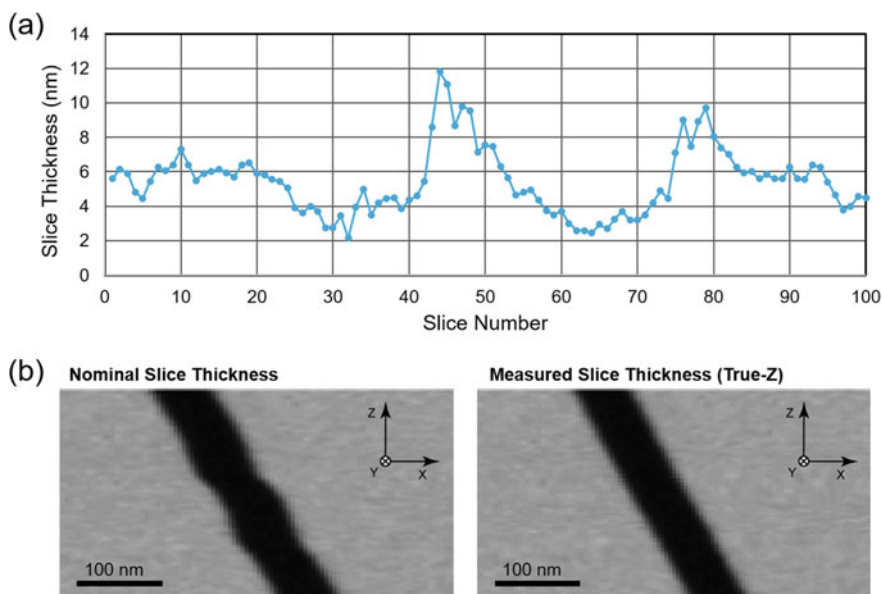 (a)
Slice Thickness (nm)
14
12
10
8
6
4
2
0
0 10 20 30 40 50 60 70 80 90 100
Slice Number
(b)
Nominal Slice Thickness
Z
Y X
100 nm
Measured Slice Thickness (True-Z)
Z
Y X
100 nm